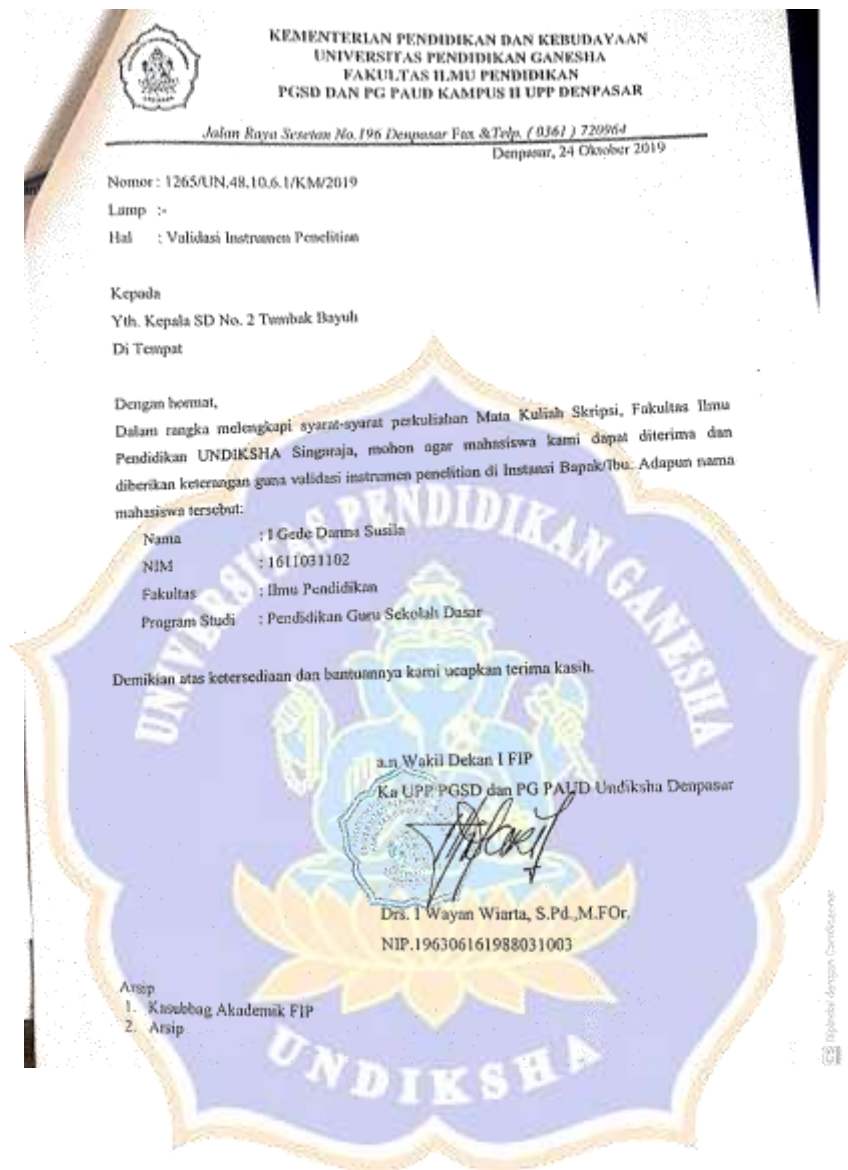 KEMENTERIAN PENDIDIKAN DAN KEBUDAYAAN
UNIVERSITAS PENDIDIKAN GANESHA
FAKULTAS ILMU PENDIDIKAN
PGSD DAN PG PAUD KAMPUS II UPP DENPASAR
Jalan Raya Sesetan No.196 Denpasar Fax &Telp. ( 0361 ) 720964
Denpasar, 24 Oktober 2019
Nomor : 1265/UN.48.10.6.1/KM/2019
Lamp :-
Hal : Validasi Instrumen Penelitian
Kepada
Yth. Kepala SD No. 2 Tumbak Bayuh
Di Tempat
Dengan hormat,
Dalam rangka melengkapi syarat-syarat perkuliahan Mata Kuliah Skripsi, Fakultas Ilmu
Pendidikan UNDIKSHA Singaraja, mohon agar mahasiswa kami dapat diterima dan
diberikan keterangan guna validasi instrumen penelitian di Instansi Bapak/Ibu. Adapun nama
mahasiswa tersebut:
Nama : I Gede Darma Susila
NIM : 1611031102
Fakultas : Ilmu Pendidikan
Program Studi : Pendidikan Guru Sekolah Dasar
Demikian atas ketersediaan dan bantuannya kami ucapkan terima kasih.
a.n Wakil Dekan I FIP
Ka UPP PGSD dan PG PAUD Undiksha Denpasar
Drs. I Wayan Wiarta, S.Pd.,M.FOr.
NIP.196306161988031003
Arsip
1. Kasubbag Akademik FIP
2. Arsip
UNIVERSITAS PENDIDIKAN GANESHA
UNDIKSHA
CS Dipindai dengan CamScanner